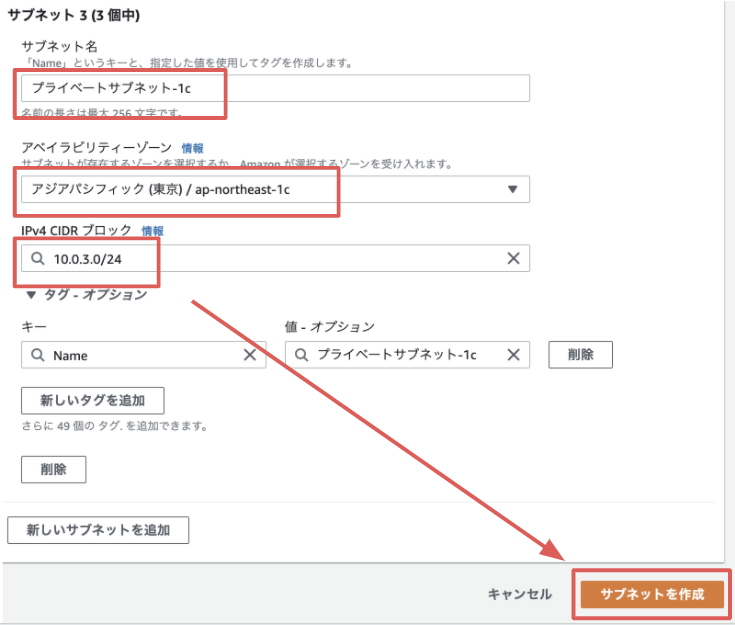 サブネット 3 (3 個中)
サブネット名
「Name」というキーと、指定した値を使用してタグを作成します。
プライベートサブネット-1c
名前の長さは最大 256 文字です。
アベイラビリティーゾーン 情報
サブネットが存在するゾーンを選択するか、Amazon が選択するゾーンを受け入れます。
アジアパシフィック (東京) / ap-northeast-1c
IPv4 CIDR ブロック 情報
10.0.3.0/24
タグ - オプション
キー 値 - オプション
Name プライベートサブネット-1c 削除
新しいタグを追加
さらに 49 個の タグ. を追加できます。
削除
新しいサブネットを追加
キャンセル サブネットを作成